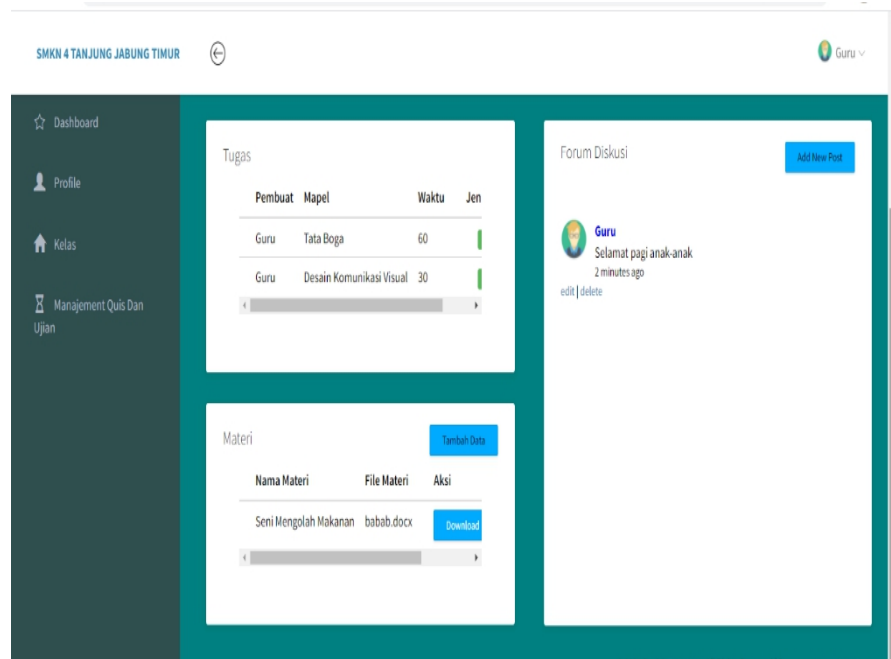 SMKN 4 TANJUNG JABUNG TIMUR
Guru
Dashboard
Profile
Kelas
Manajement Quis Dan
Ujian
Tugas
Pembuat Mapel Waktu Jen
Guru Tata Boga 60
Guru Desain Komunikasi Visual 30
Materi
Tambah Data
Nama Materi File Materi Aksi
Seni Mengolah Makanan babab.docx Download
Forum Diskusi
Add New Post
Guru
Selamat pagi anak-anak
2 minutes ago
edit | delete